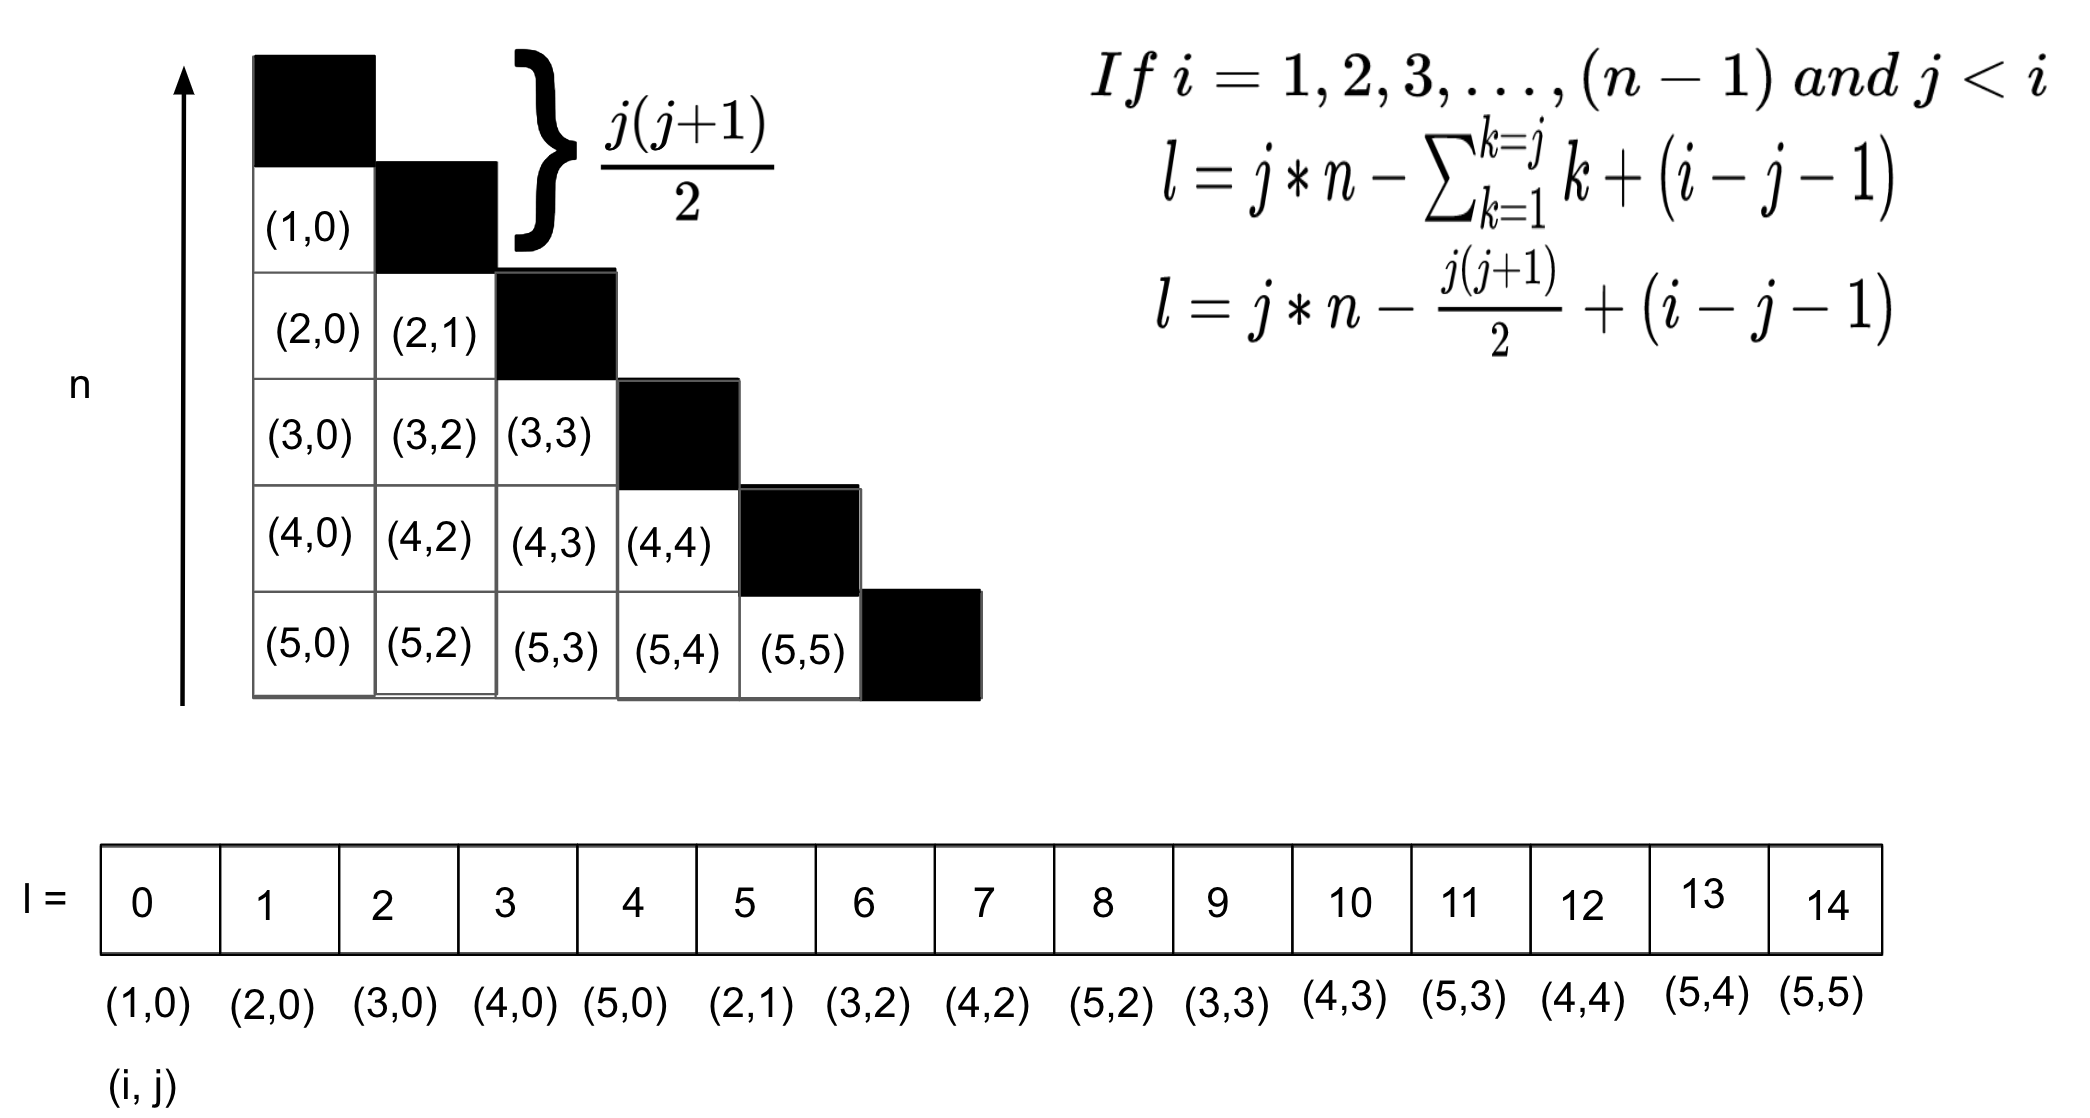 If i = 1, 2, 3, ..., (n − 1) and j < i
l = j ∗ n − ∑_{k=1}^{k=j} k + (i − j − 1)
l = j ∗ n − \frac{j(j+1)}{2} + (i − j − 1)
\frac{j(j+1)}{2}
n
(1,0)
(2,0) (2,1)
(3,0) (3,2) (3,3)
(4,0) (4,2) (4,3) (4,4)
(5,0) (5,2) (5,3) (5,4) (5,5)
l = 0 1 2 3 4 5 6 7 8 9 10 11 12 13 14
(1,0) (2,0) (3,0) (4,0) (5,0) (2,1) (3,2) (4,2) (5,2) (3,3) (4,3) (5,3) (4,4) (5,4) (5,5)
(i, j)